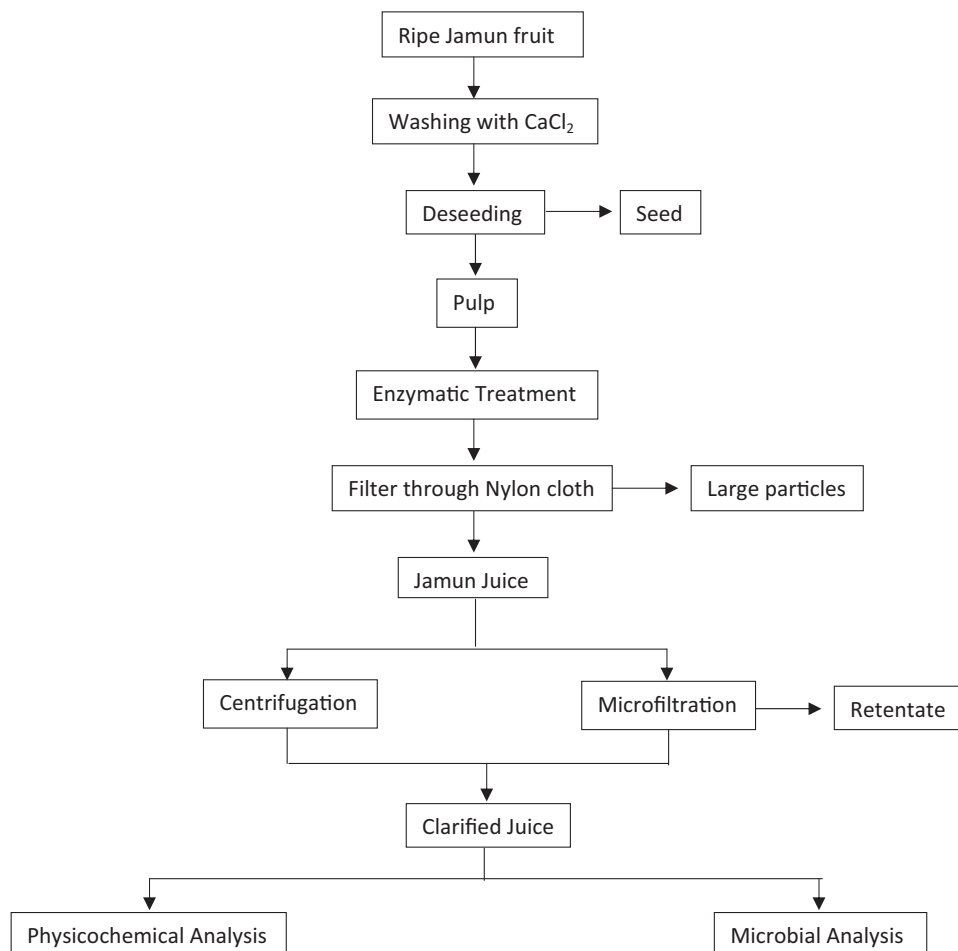 Ripe Jamun fruit
Washing with CaCl₂
Deseeding
Seed
Pulp
Enzymatic Treatment
Filter through Nylon cloth
Large particles
Jamun Juice
Centrifugation
Microfiltration
Retentate
Clarified Juice
Physicochemical Analysis
Microbial Analysis